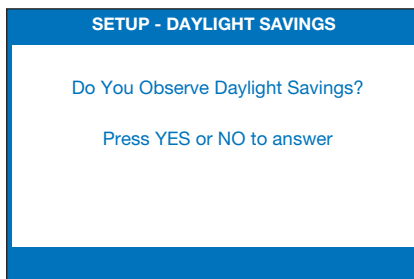 SETUP - DAYLIGHT SAVINGS
Do You Observe Daylight Savings?
Press YES or NO to answer